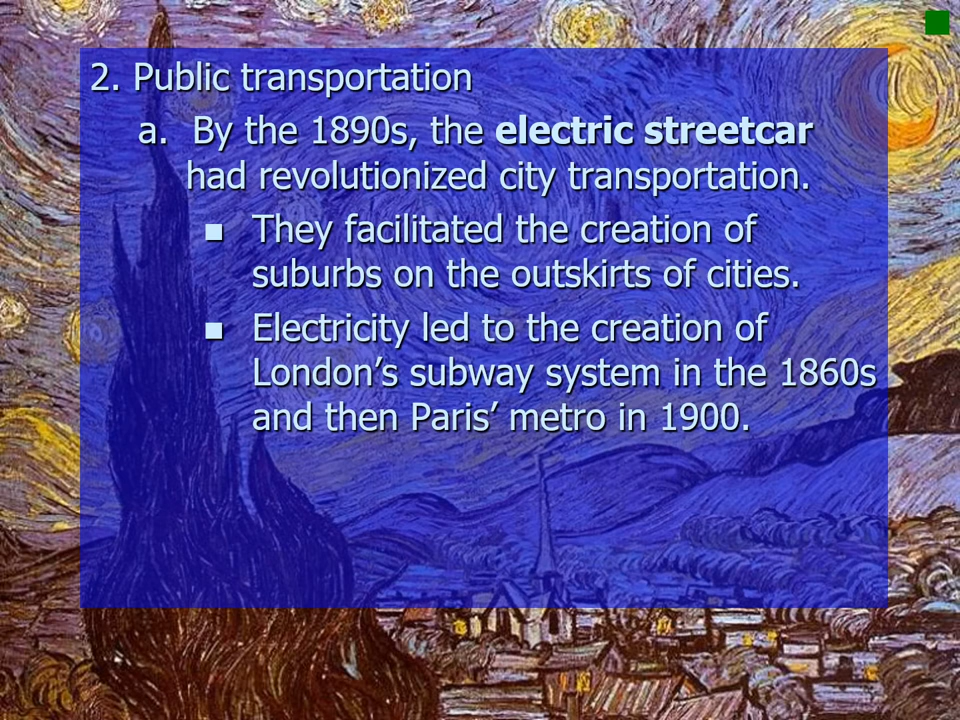 2. Public transportation
a. By the 1890s, the electric streetcar
had revolutionized city transportation.
They facilitated the creation of
suburbs on the outskirts of cities.
Electricity led to the creation of
London’s subway system in the 1860s
and then Paris’ metro in 1900.